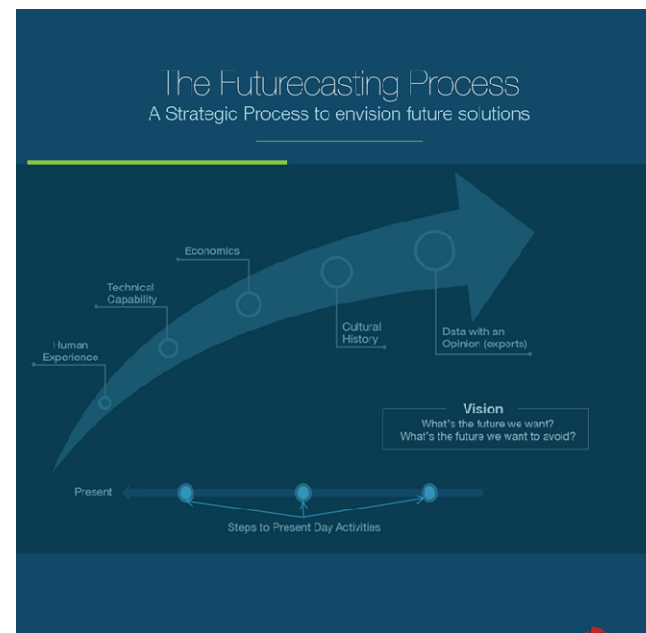 The Futurecasting Process
A Strategic Process to envision future solutions
Economics
Technical
Capability
Human
Experience
Cultural
History
Data with an
Opinion (experts)
Vision
What's the future we want?
What's the future we want to avoid?
Present
Steps to Present Day Activities